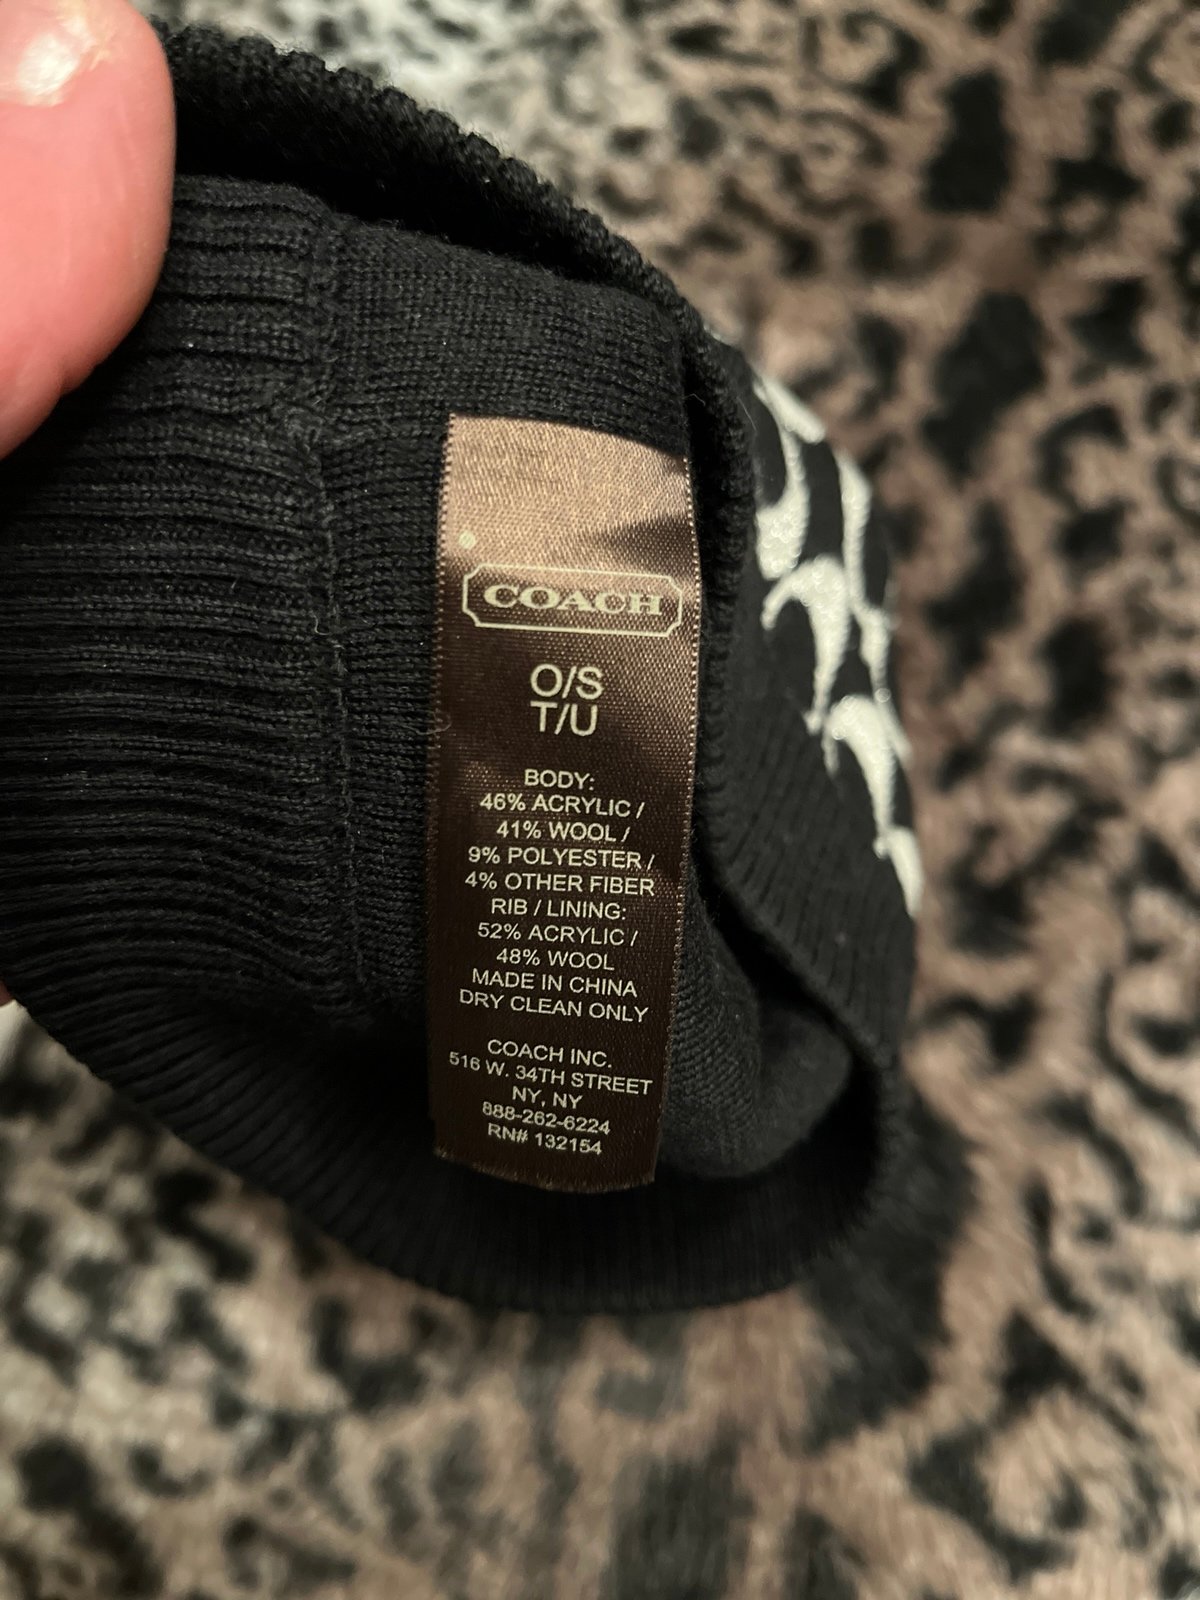 COACH
O/S
T/U
BODY:
46% ACRYLIC /
41% WOOL /
9% POLYESTER /
4% OTHER FIBER
RIB / LINING:
52% ACRYLIC /
48% WOOL
MADE IN CHINA
DRY CLEAN ONLY
COACH INC.
516 W. 34TH STREET
NY, NY
888-262-6224
RN# 132154